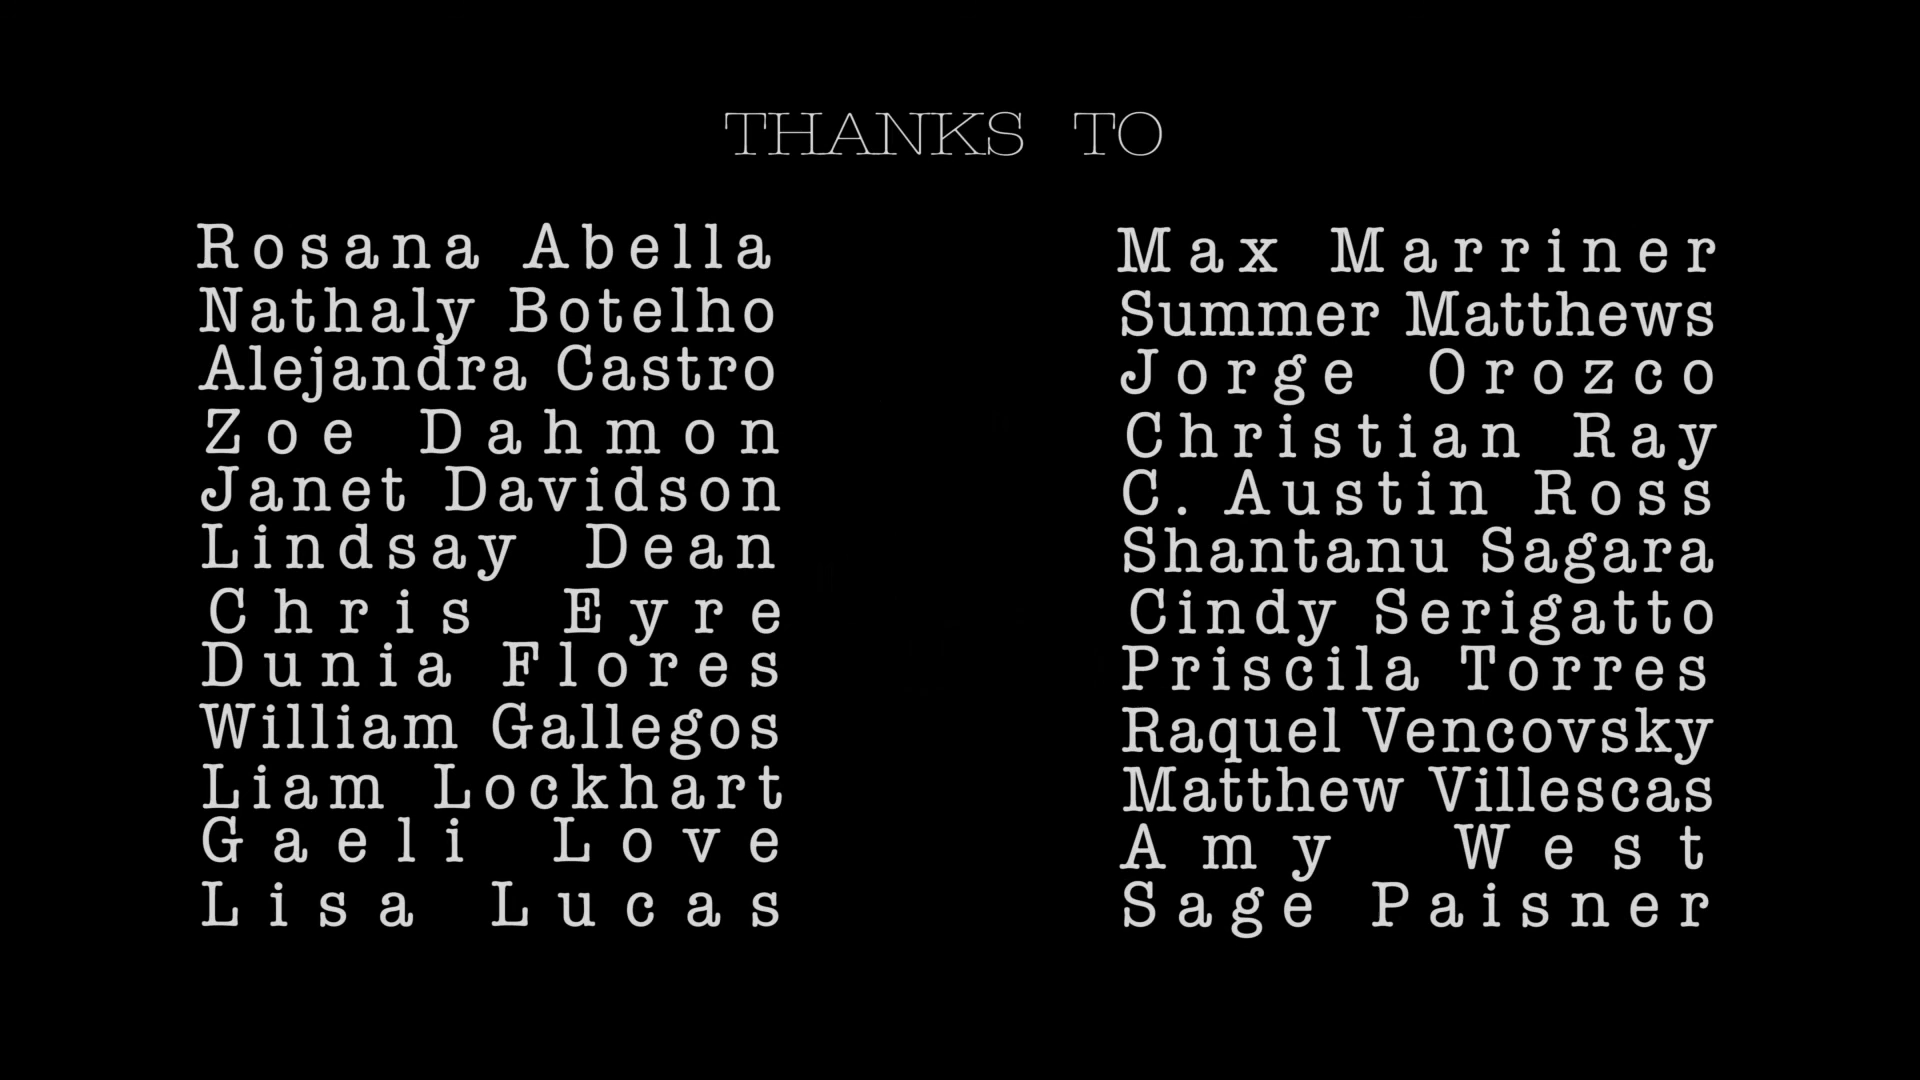 THANKS TO
Rosana Abella
Nathaly Botelho
Alejandra Castro
Zoe Dahmon
Janet Davidson
Lindsay Dean
Chris Eyre
Dunia Flores
William Gallegos
Liam Lockhart
Gaeli Love
Lisa Lucas
Max Marriner
Summer Matthews
Jorge Orozco
Christian Ray
C. Austin Ross
Shantanu Sagara
Cindy Serigatto
Priscila Torres
Raquel Vencovsky
Matthew Villescas
Amy West
Sage Paisner